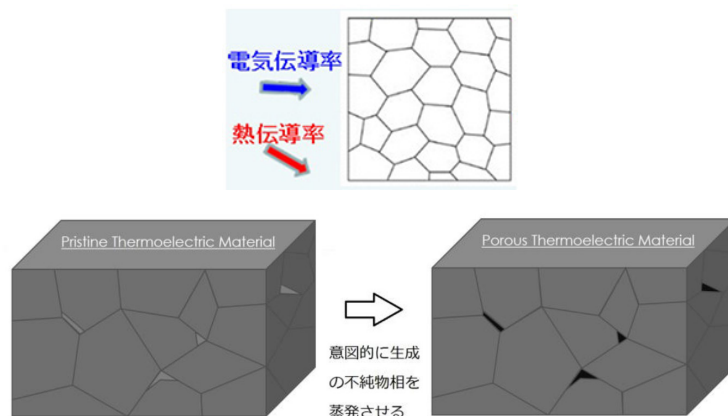 電気伝導率
熱伝導率
Pristine Thermoelectric Material
Porous Thermoelectric Material
意図的に生成
の不純物相を
蒸発させる